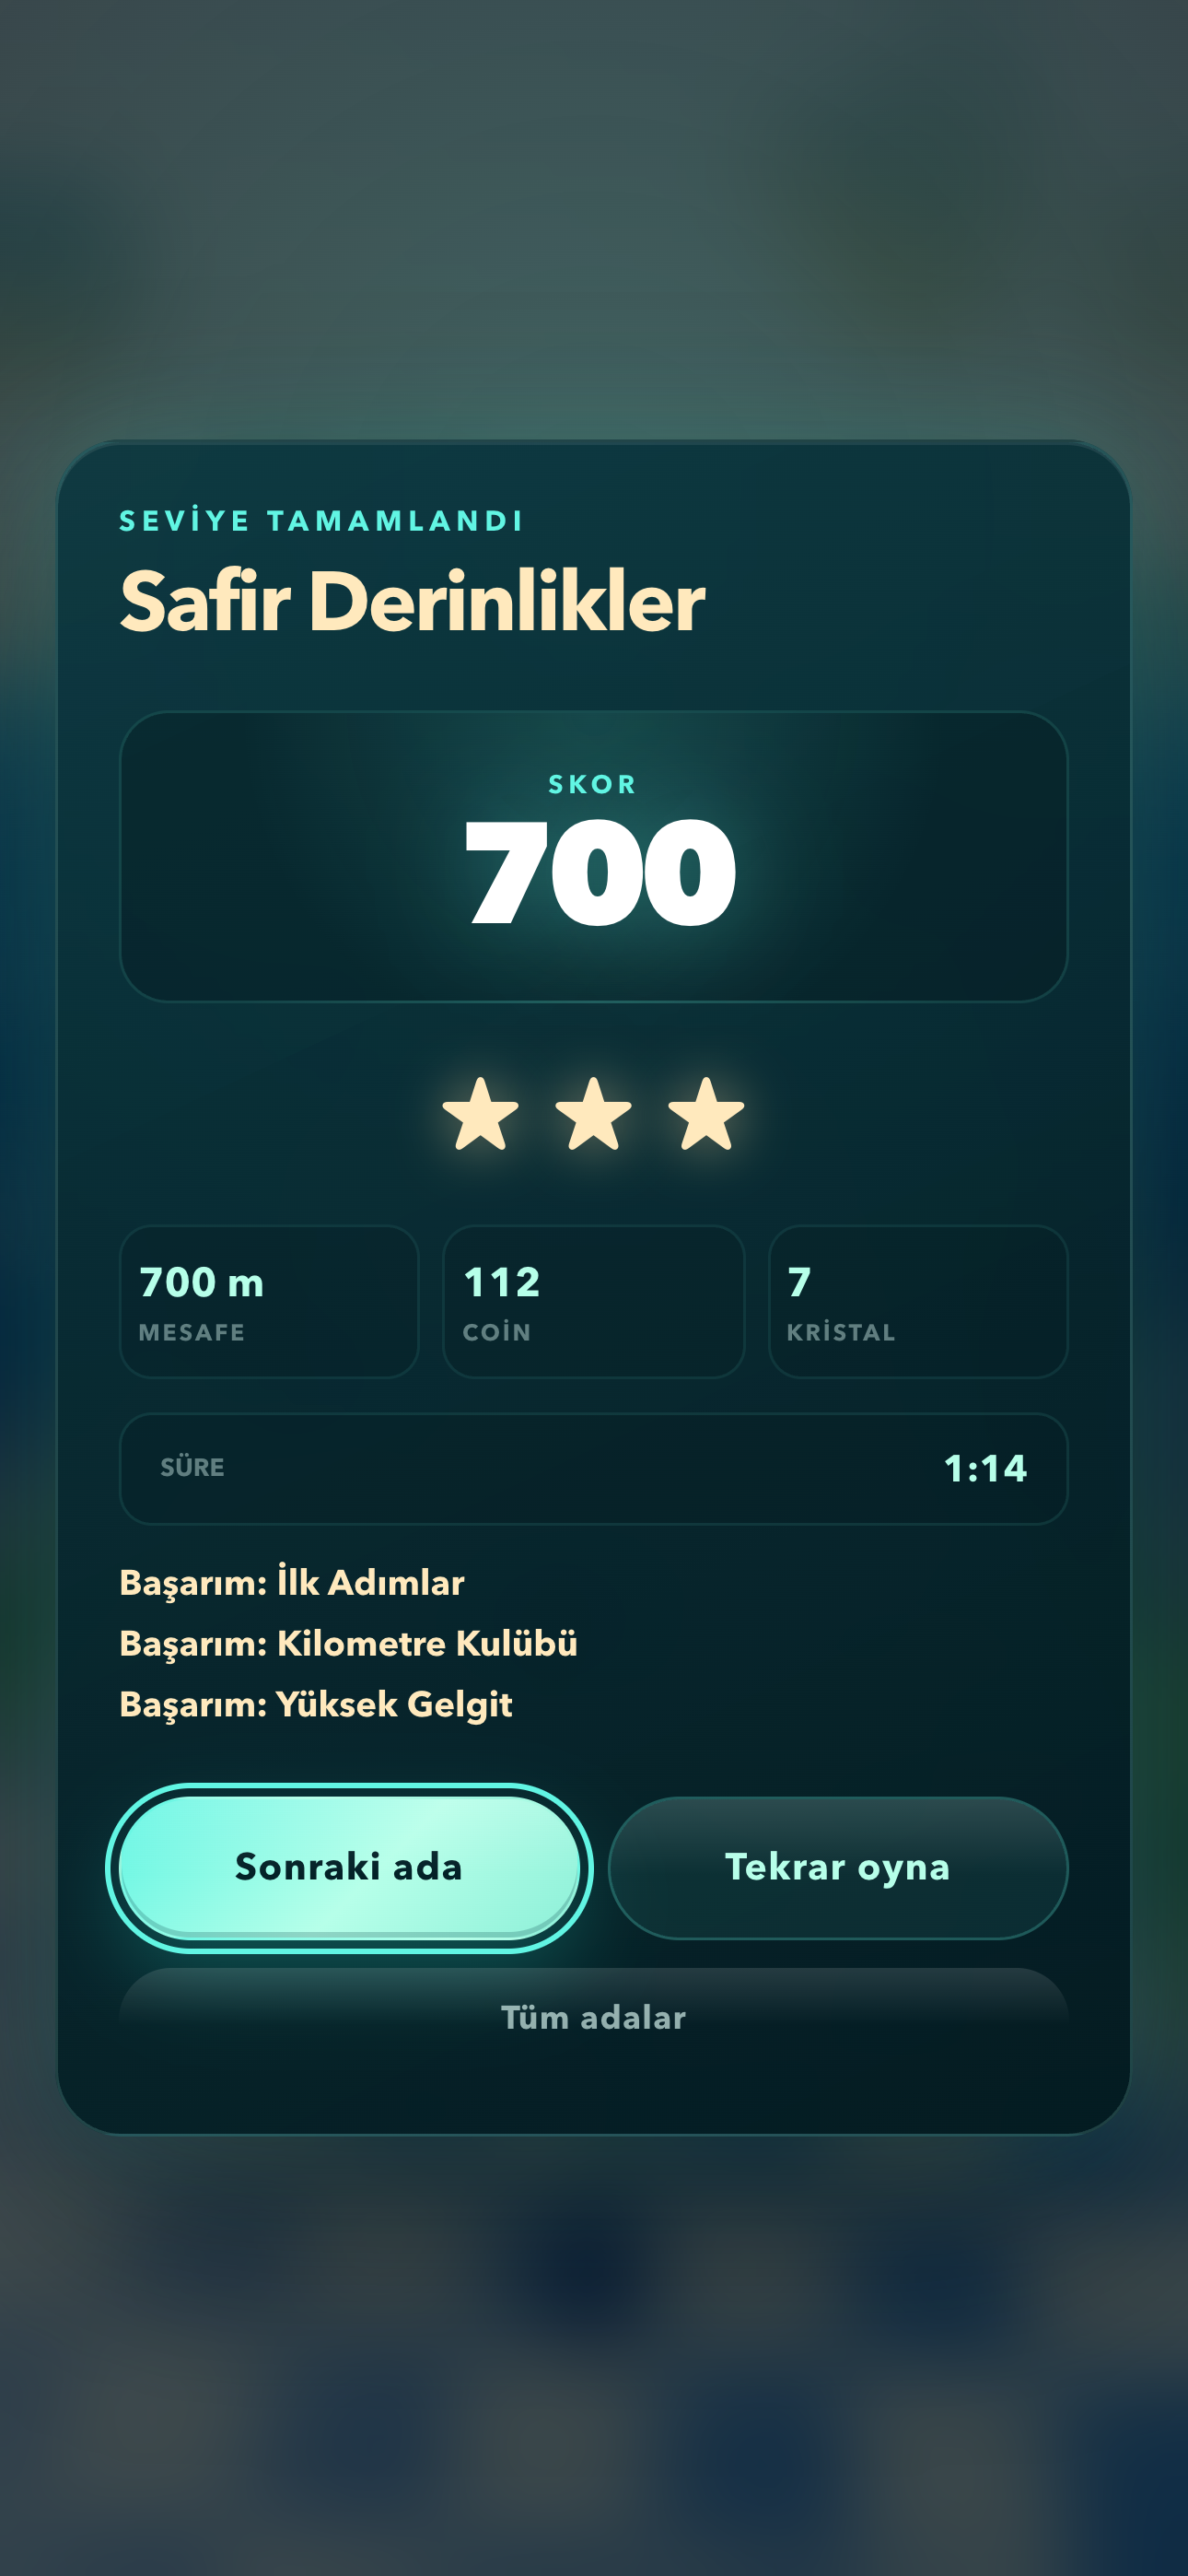 SEVİYE TAMAMLANDI
Safir Derinlikler
SKOR
700
700 m
MESAFE
112
COİN
7
KRİSTAL
SÜRE
1:14
Başarım: İlk Adımlar
Başarım: Kilometre Kulübü
Başarım: Yüksek Gelgit
Sonraki ada
Tekrar oyna
Tüm adalar